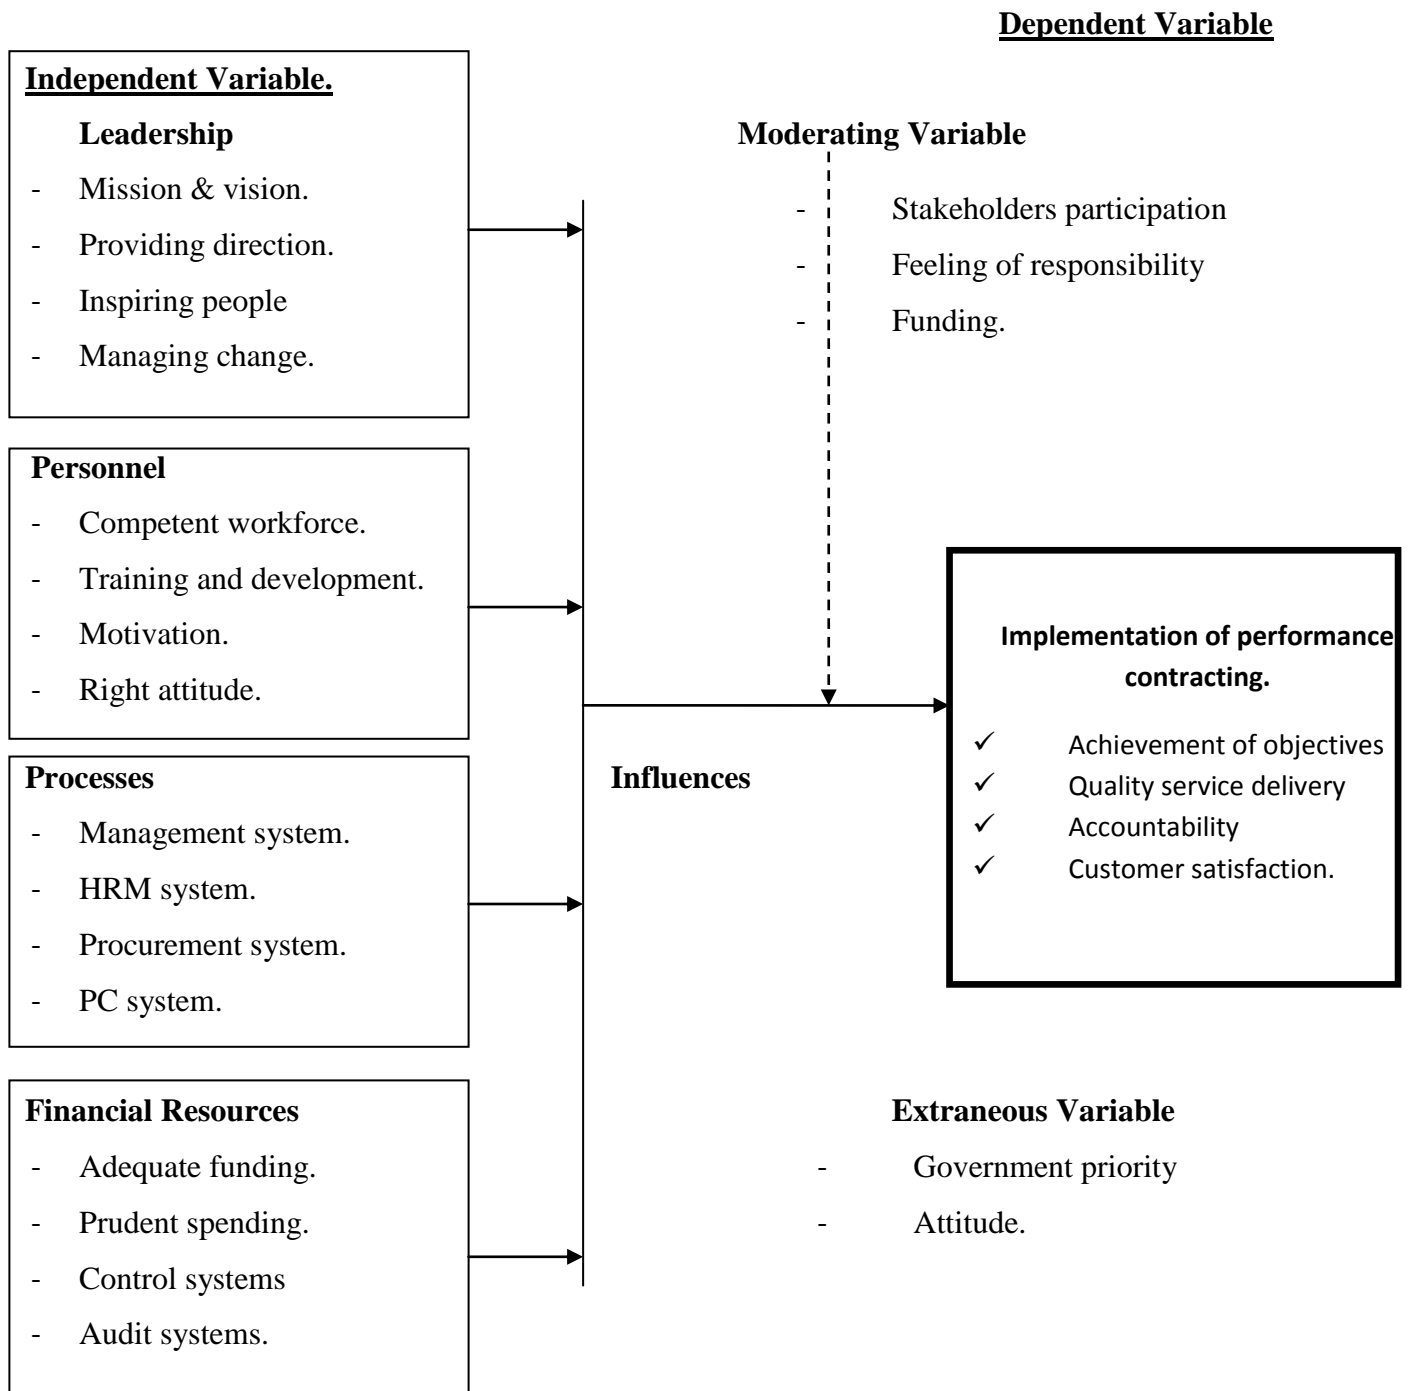 Dependent Variable
Independent Variable.
Leadership
- Mission & vision.
- Providing direction.
- Inspiring people
- Managing change.
Moderating Variable
- Stakeholders participation
- Feeling of responsibility
- Funding.
Personnel
- Competent workforce.
- Training and development.
- Motivation.
- Right attitude.
Implementation of performance
contracting.
✓ Achievement of objectives
✓ Quality service delivery
✓ Accountability
✓ Customer satisfaction.
Processes
- Management system.
- HRM system.
- Procurement system.
- PC system.
Influences
Financial Resources
- Adequate funding.
- Prudent spending.
- Control systems
- Audit systems.
Extraneous Variable
- Government priority
- Attitude.